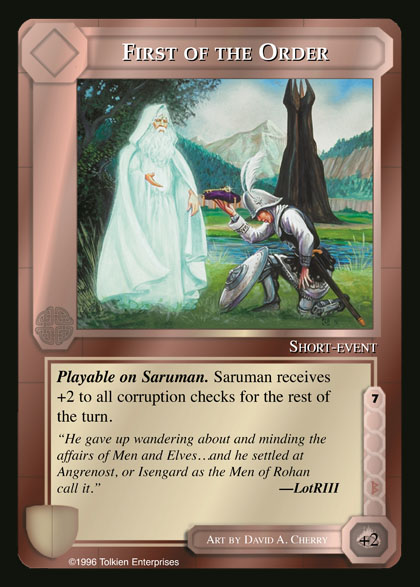 FIRST OF THE ORDER
SHORT-EVENT
Playable on Saruman. Saruman receives
+2 to all corruption checks for the rest of
the turn.
“He gave up wandering about and minding the
affairs of Men and Elves…and he settled at
Angrenost, or Isengard as the Men of Rohan
call it.” —LotRIII
7
ART BY DAVID A. CHERRY
+2
©1996 Tolkien Enterprises